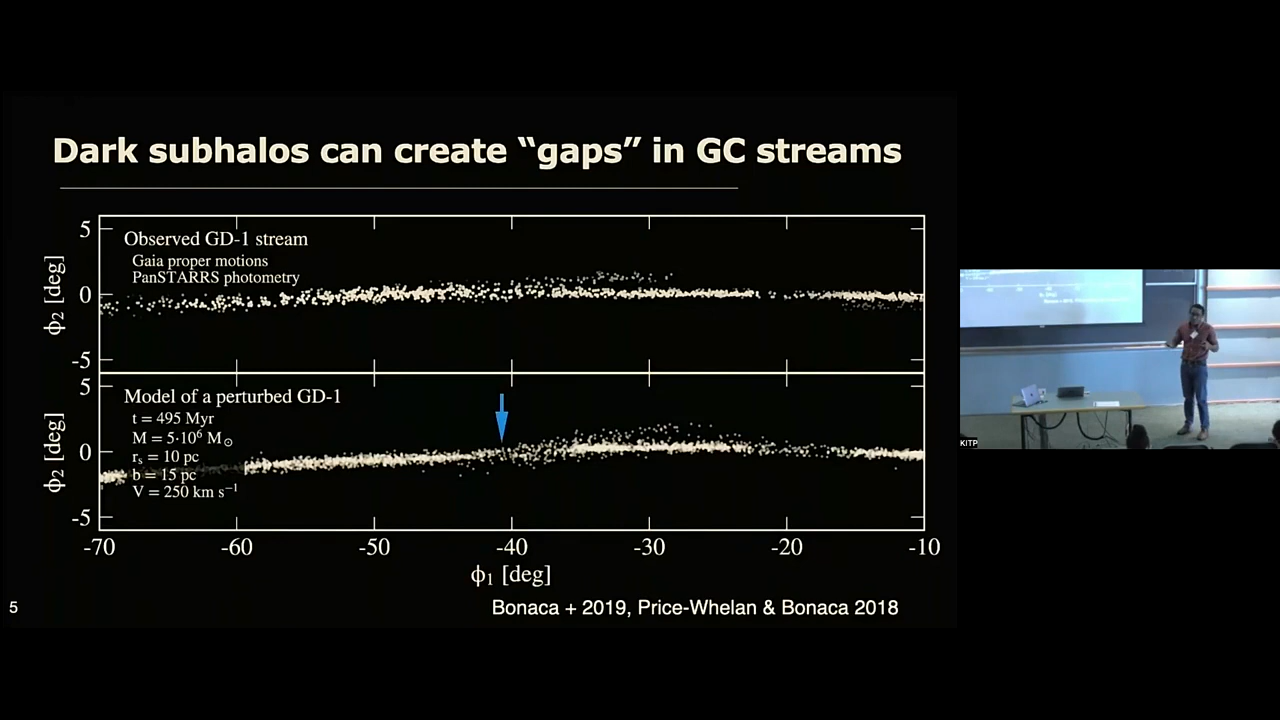 Dark subhalos can create “gaps” in GC streams
5
0
-5
ϕ₂ [deg]
Observed GD-1 stream
Gaia proper motions
PanSTARRS photometry
5
0
-5
ϕ₂ [deg]
Model of a perturbed GD-1
t = 495 Myr
M = 5·10⁶ M⊙
rₛ = 10 pc
b = 15 pc
V = 250 km s⁻¹
-70 -60 -50 -40 -30 -20 -10
ϕ₁ [deg]
5
Bonaca + 2019, Price-Whelan & Bonaca 2018
KITP